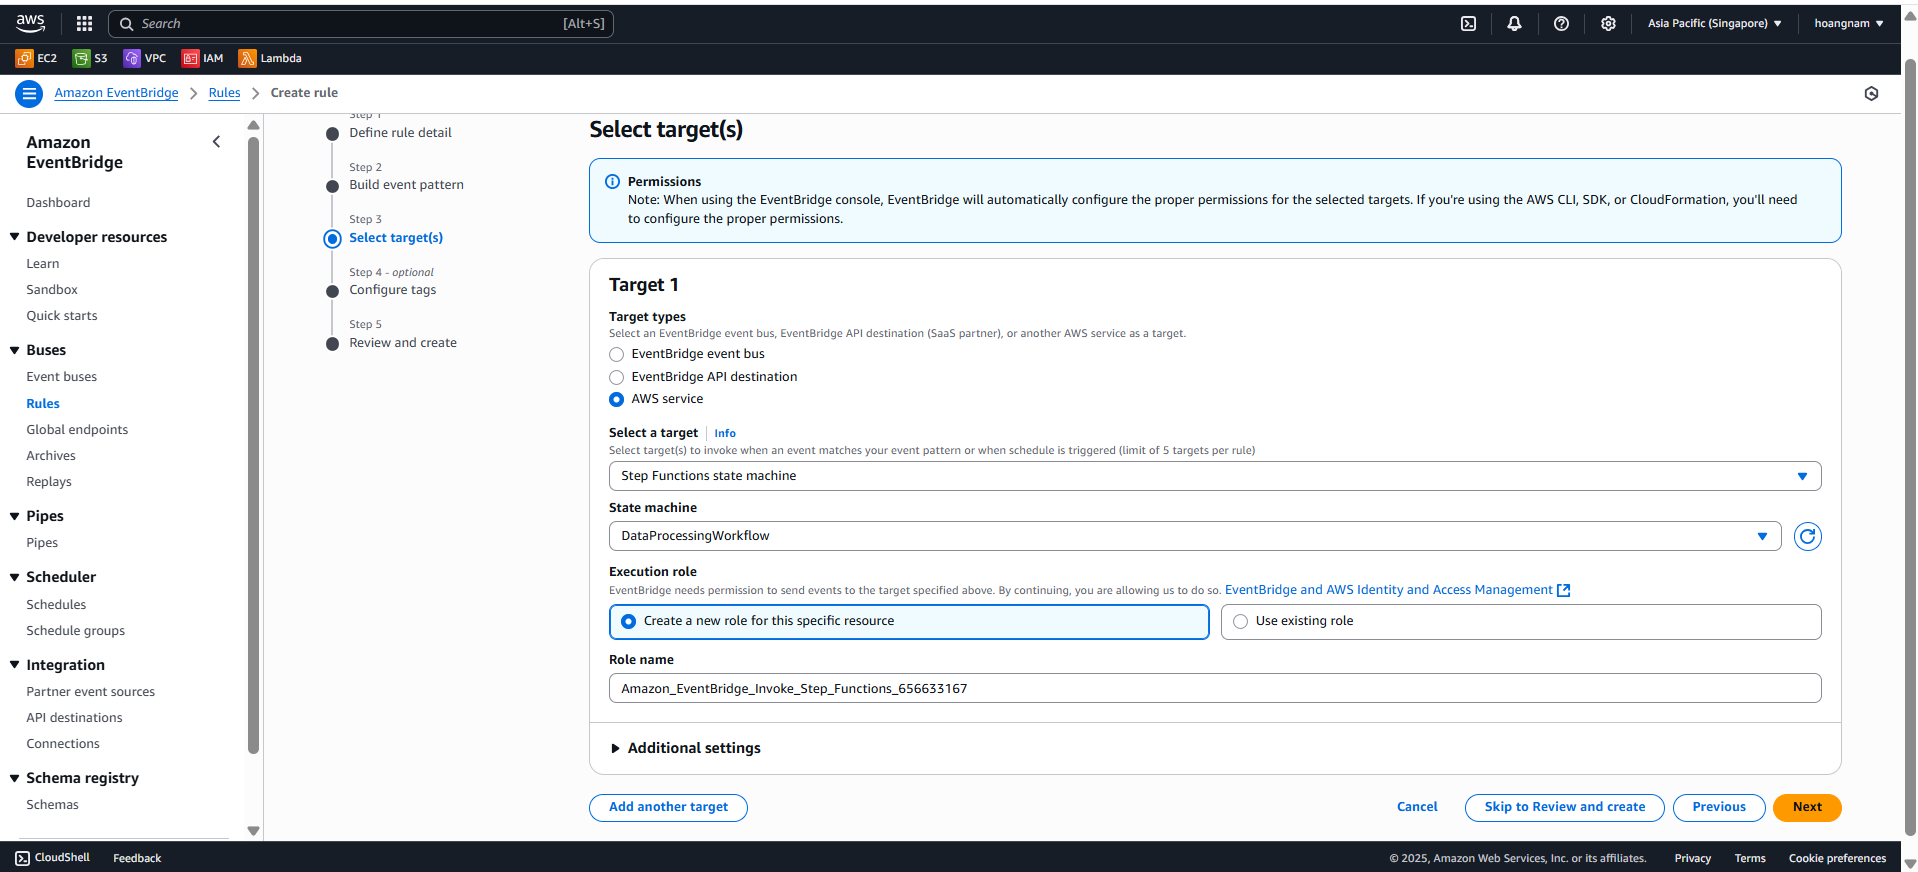 aws
Search [Alt+S]
Asia Pacific (Singapore) hoangnam
EC2 S3 VPC IAM Lambda
Amazon EventBridge Rules Create rule
Amazon
EventBridge
Dashboard
Developer resources
Learn
Sandbox
Quick starts
Buses
Event buses
Rules
Global endpoints
Archives
Replays
Pipes
Pipes
Scheduler
Schedules
Schedule groups
Integration
Partner event sources
API destinations
Connections
Schema registry
Schemas
Step 1
Define rule detail
Step 2
Build event pattern
Step 3
Select target(s)
Step 4 - optional
Configure tags
Step 5
Review and create
Select target(s)
Permissions
Note: When using the EventBridge console, EventBridge will automatically configure the proper permissions for the selected targets. If you're using the AWS CLI, SDK, or CloudFormation, you'll need
to configure the proper permissions.
Target 1
Target types
Select an EventBridge event bus, EventBridge API destination (SaaS partner), or another AWS service as a target.
EventBridge event bus
EventBridge API destination
AWS service
Select a target Info
Select target(s) to invoke when an event matches your event pattern or when schedule is triggered (limit of 5 targets per rule)
Step Functions state machine
State machine
DataProcessingWorkflow
Execution role
EventBridge needs permission to send events to the target specified above. By continuing, you are allowing us to do so. EventBridge and AWS Identity and Access Management
Create a new role for this specific resource Use existing role
Role name
Amazon_EventBridge_Invoke_Step_Functions_656633167
Additional settings
Add another target Cancel Skip to Review and create Previous Next
CloudShell Feedback © 2025, Amazon Web Services, Inc. or its affiliates. Privacy Terms Cookie preferences